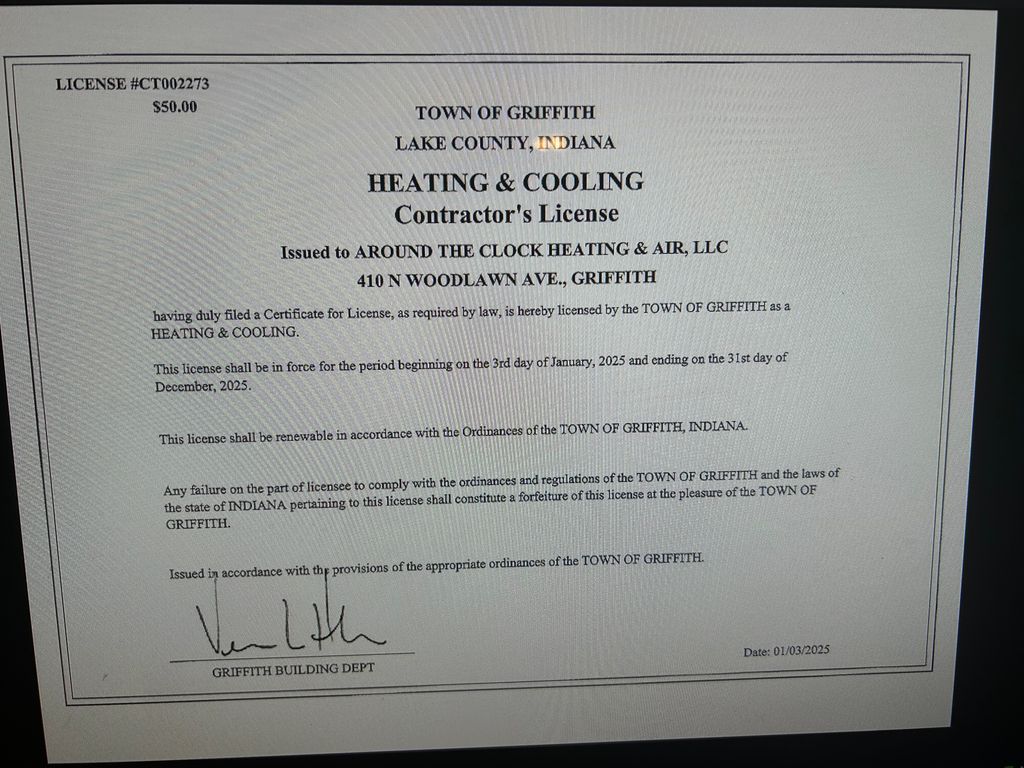 LICENSE #CT002273
$50.00
TOWN OF GRIFFITH
LAKE COUNTY, INDIANA
HEATING & COOLING
Contractor's License
Issued to AROUND THE CLOCK HEATING & AIR, LLC
410 N WOODLAWN AVE., GRIFFITH
having duly filed a Certificate for License, as required by law, is hereby licensed by the TOWN OF GRIFFITH as a
HEATING & COOLING.
This license shall be in force for the period beginning on the 3rd day of January, 2025 and ending on the 31st day of
December, 2025.
This license shall be renewable in accordance with the Ordinances of the TOWN OF GRIFFITH, INDIANA.
Any failure on the part of licensee to comply with the ordinances and regulations of the TOWN OF GRIFFITH and the laws of
the state of INDIANA pertaining to this license shall constitute a forfeiture of this license at the pleasure of the TOWN OF
GRIFFITH.
Issued in accordance with the provisions of the appropriate ordinances of the TOWN OF GRIFFITH.
GRIFFITH BUILDING DEPT
Date: 01/03/2025